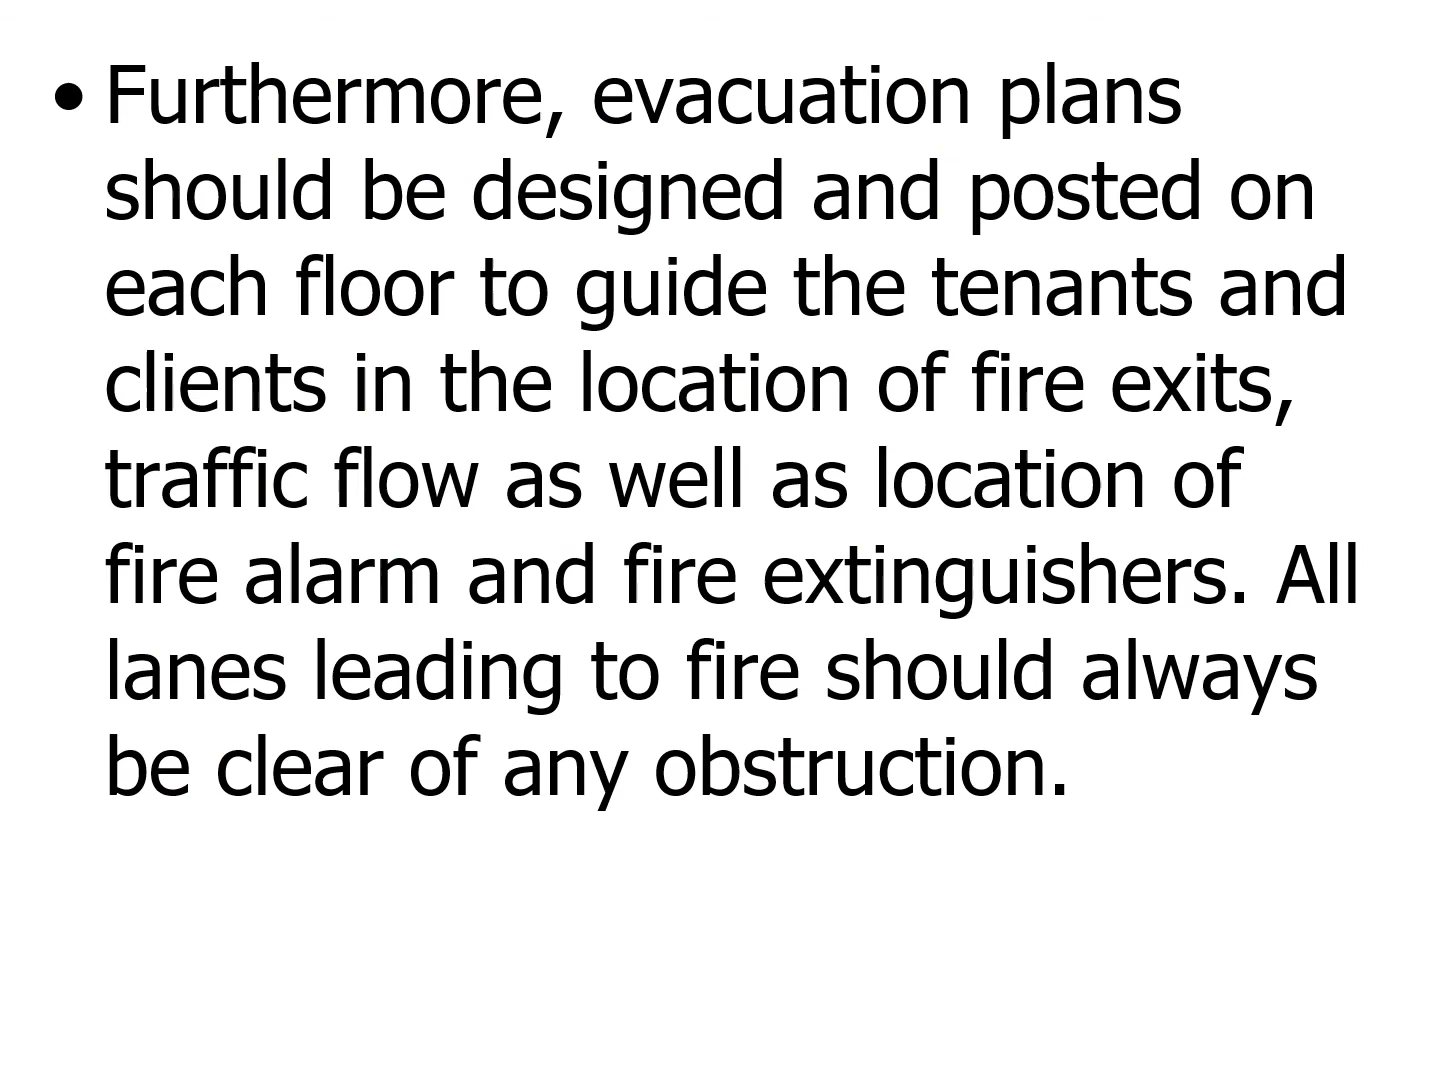 • Furthermore, evacuation plans
should be designed and posted on
each floor to guide the tenants and
clients in the location of fire exits,
traffic flow as well as location of
fire alarm and fire extinguishers. All
lanes leading to fire should always
be clear of any obstruction.